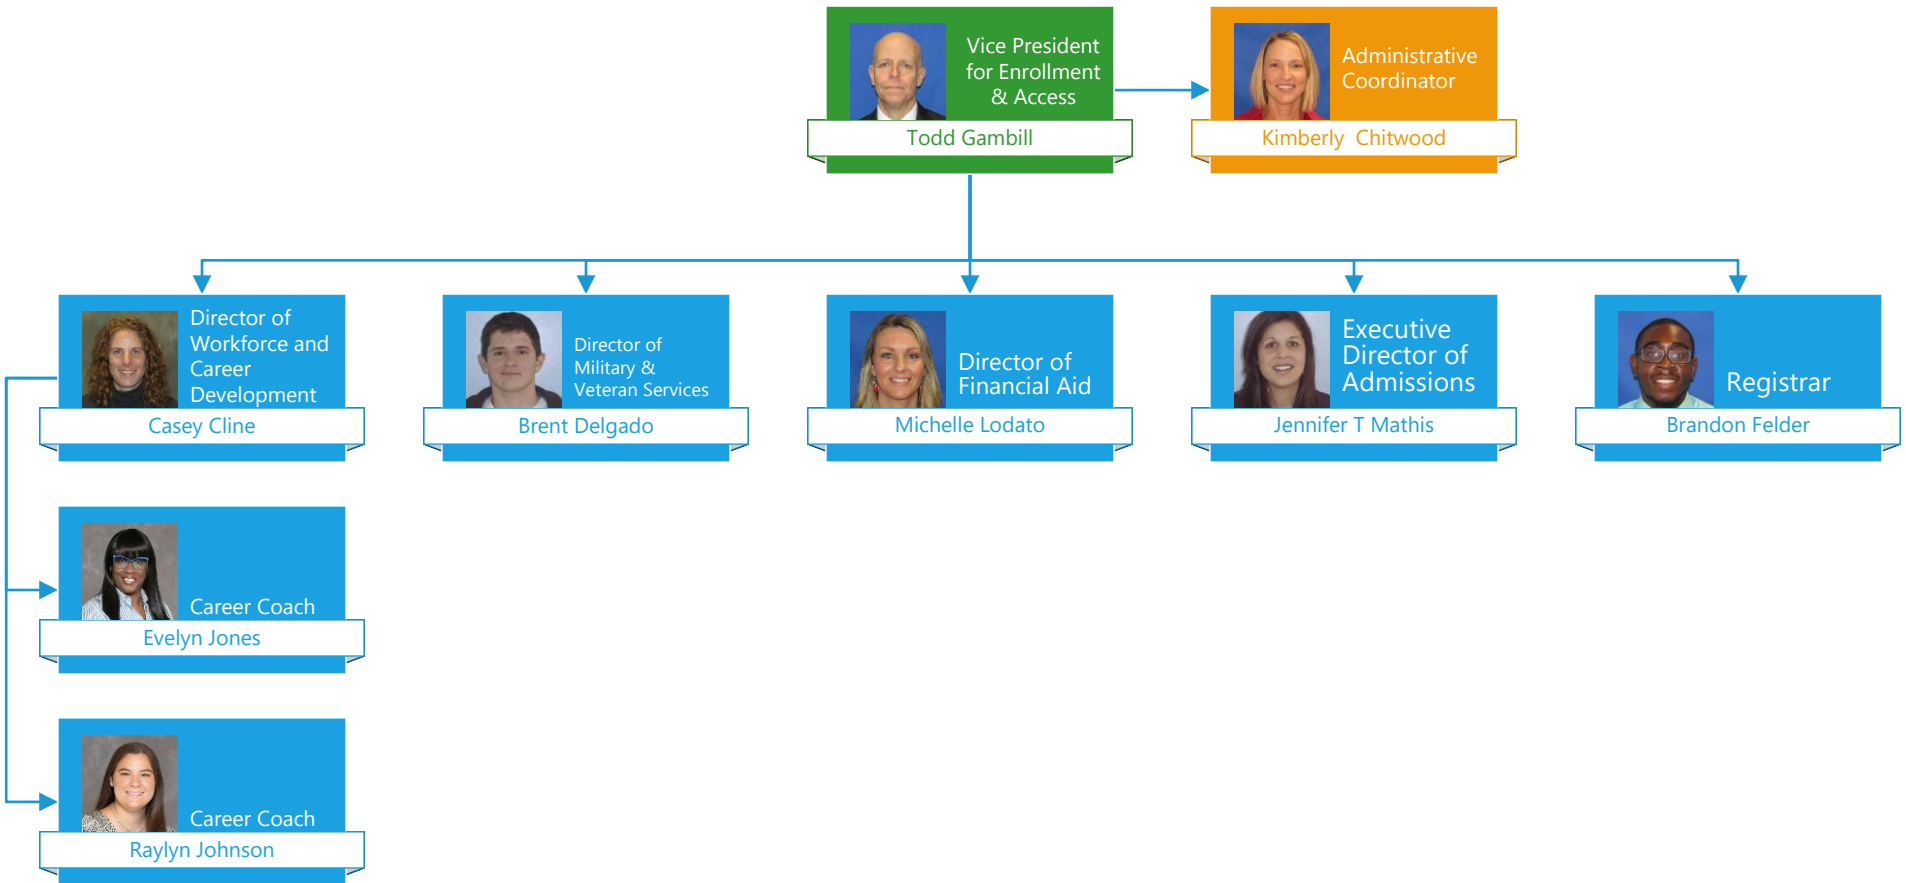 Vice President
for Enrollment
& Access
Todd Gambill
Administrative
Coordinator
Kimberly  Chitwood
Director of
Workforce and
Career
Development
Casey Cline
Director of
Military &
Veteran Services
Brent Delgado
Director of
Financial Aid
Michelle Lodato
Executive
Director of
Admissions
Jennifer T Mathis
Registrar
Brandon Felder
Career Coach
Evelyn Jones
Career Coach
Raylyn Johnson